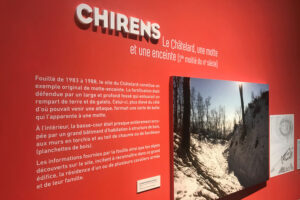 CHIRENS
Le Châtelard, une motte
et une enceinte (1re moitié du XIe siècle)
Fouillé de 1983 à 1988, le site du Châtelard constitue un
exemple original de motte-enceinte. La fortification était
défendue par un large et profond fossé qui entourait un
rempart de terre et de galets. Celui-ci, plus élevé du côté
d'où pouvait venir une attaque, formait une sorte de butte
qui l'apparente à une motte.
À l'intérieur, la basse-cour était presque entièrement occu-
pée par un grand bâtiment d'habitation à structure de bois,
aux murs en torchis et au toit de chaume ou de bardeaux
(planchettes de bois).
Les informations fournies par la fouille ainsi que les objets
découverts sur le site, incitent à reconnaître dans ce grand
édifice, la résidence d'un ou de plusieurs cavaliers armés
et de leur famille.